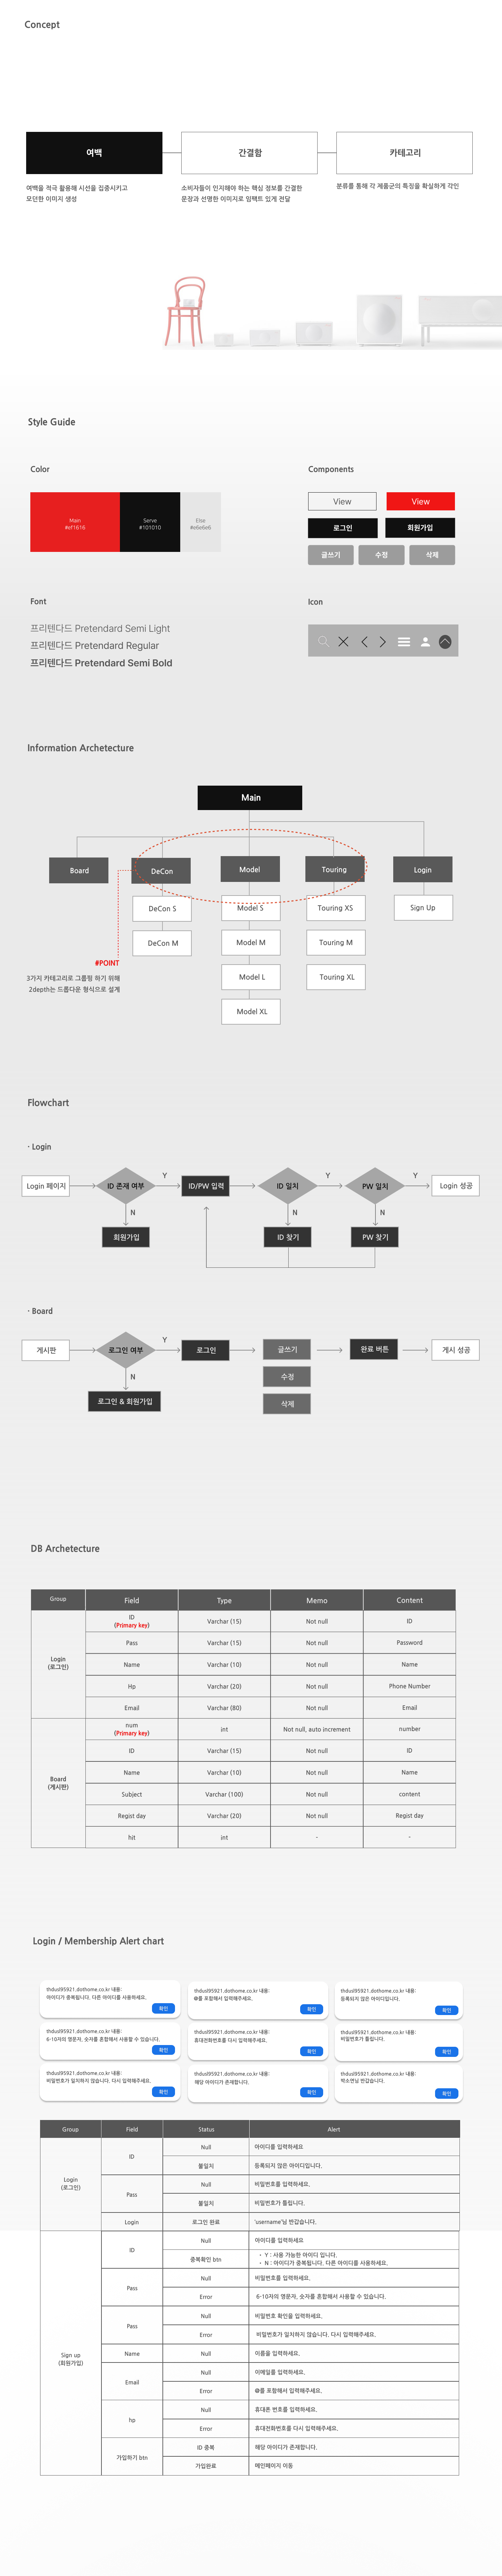 Concept
여백
간결함
카테고리
여백을 적극 활용해 시선을 집중시키고
모던한 이미지 생성
소비자들이 인지해야 하는 핵심 정보를 간결한
문장과 선명한 이미지로 임팩트 있게 전달
분류를 통해 각 제품군의 특징을 확실하게 각인
Style Guide
Color
Main
#ef1616
Serve
#101010
Else
#e6e6e6
Components
View
View
로그인
회원가입
글쓰기
수정
삭제
Font
프리텐다드 Pretendard Semi Light
프리텐다드 Pretendard Regular
프리텐다드 Pretendard Semi Bold
Icon
Information Archetecture
Main
Board
DeCon
Model
Touring
Login
DeCon S
Model S
Touring XS
Sign Up
DeCon M
Model M
Touring M
Model L
Touring XL
Model XL
#POINT
3가지 카테고리로 그룹핑 하기 위해
2depth는 드롭다운 형식으로 설계
Flowchart
· Login
Login 페이지
ID 존재 여부
Y
ID/PW 입력
ID 일치
Y
PW 일치
Y
Login 성공
N
N
N
회원가입
ID 찾기
PW 찾기
· Board
게시판
로그인 여부
Y
로그인
글쓰기
완료 버튼
게시 성공
N
수정
로그인 & 회원가입
삭제
DB Archetecture
Group Field Type Memo Content
Login
(로그인)
ID
(Primary key)
Varchar (15) Not null ID
Pass Varchar (15) Not null Password
Name Varchar (10) Not null Name
Hp Varchar (20) Not null Phone Number
Email Varchar (80) Not null Email
Board
(게시판)
num
(Primary key)
int Not null, auto increment number
ID Varchar (15) Not null ID
Name Varchar (10) Not null Name
Subject Varchar (100) Not null content
Regist day Varchar (20) Not null Regist day
hit int - -
Login / Membership Alert chart
thdusl95921.dothome.co.kr 내용:
아이디가 중복됩니다. 다른 아이디를 사용하세요.
확인
thdusl95921.dothome.co.kr 내용:
@를 포함해서 입력해주세요.
확인
thdusl95921.dothome.co.kr 내용:
등록되지 않은 아이디입니다.
확인
thdusl95921.dothome.co.kr 내용:
6-10자의 영문자, 숫자를 혼합해서 사용할 수 있습니다.
확인
thdusl95921.dothome.co.kr 내용:
휴대전화번호를 다시 입력해주세요.
확인
thdusl95921.dothome.co.kr 내용:
비밀번호가 틀립니다.
확인
thdusl95921.dothome.co.kr 내용:
비밀번호가 일치하지 않습니다. 다시 입력해주세요.
확인
thdusl95921.dothome.co.kr 내용:
해당 아이디가 존재합니다.
확인
thdusl95921.dothome.co.kr 내용:
박소연님 반갑습니다.
확인
Group Field Status Alert
Login
(로그인)
ID
Null 아이디를 입력하세요
불일치 등록되지 않은 아이디입니다.
Pass
Null 비밀번호를 입력하세요.
불일치 비밀번호가 틀립니다.
Login 로그인 완료 'username'님 반갑습니다.
Sign up
(회원가입)
ID
Null 아이디를 입력하세요
중복확인 btn
· Y : 사용 가능한 아이디 입니다.
· N : 아이디가 중복됩니다. 다른 아이디를 사용하세요.
Pass
Null 비밀번호를 입력하세요.
Error 6-10자의 영문자, 숫자를 혼합해서 사용할 수 있습니다.
Pass
Null 비밀번호 확인을 입력하세요.
Error 비밀번호가 일치하지 않습니다. 다시 입력해주세요.
Name Null 이름을 입력하세요.
Email
Null 이메일을 입력하세요.
Error @를 포함해서 입력해주세요.
hp
Null 휴대폰 번호를 입력하세요.
Error 휴대전화번호를 다시 입력해주세요.
가입하기 btn
ID 중복 해당 아이디가 존재합니다.
가입완료 메인페이지 이동